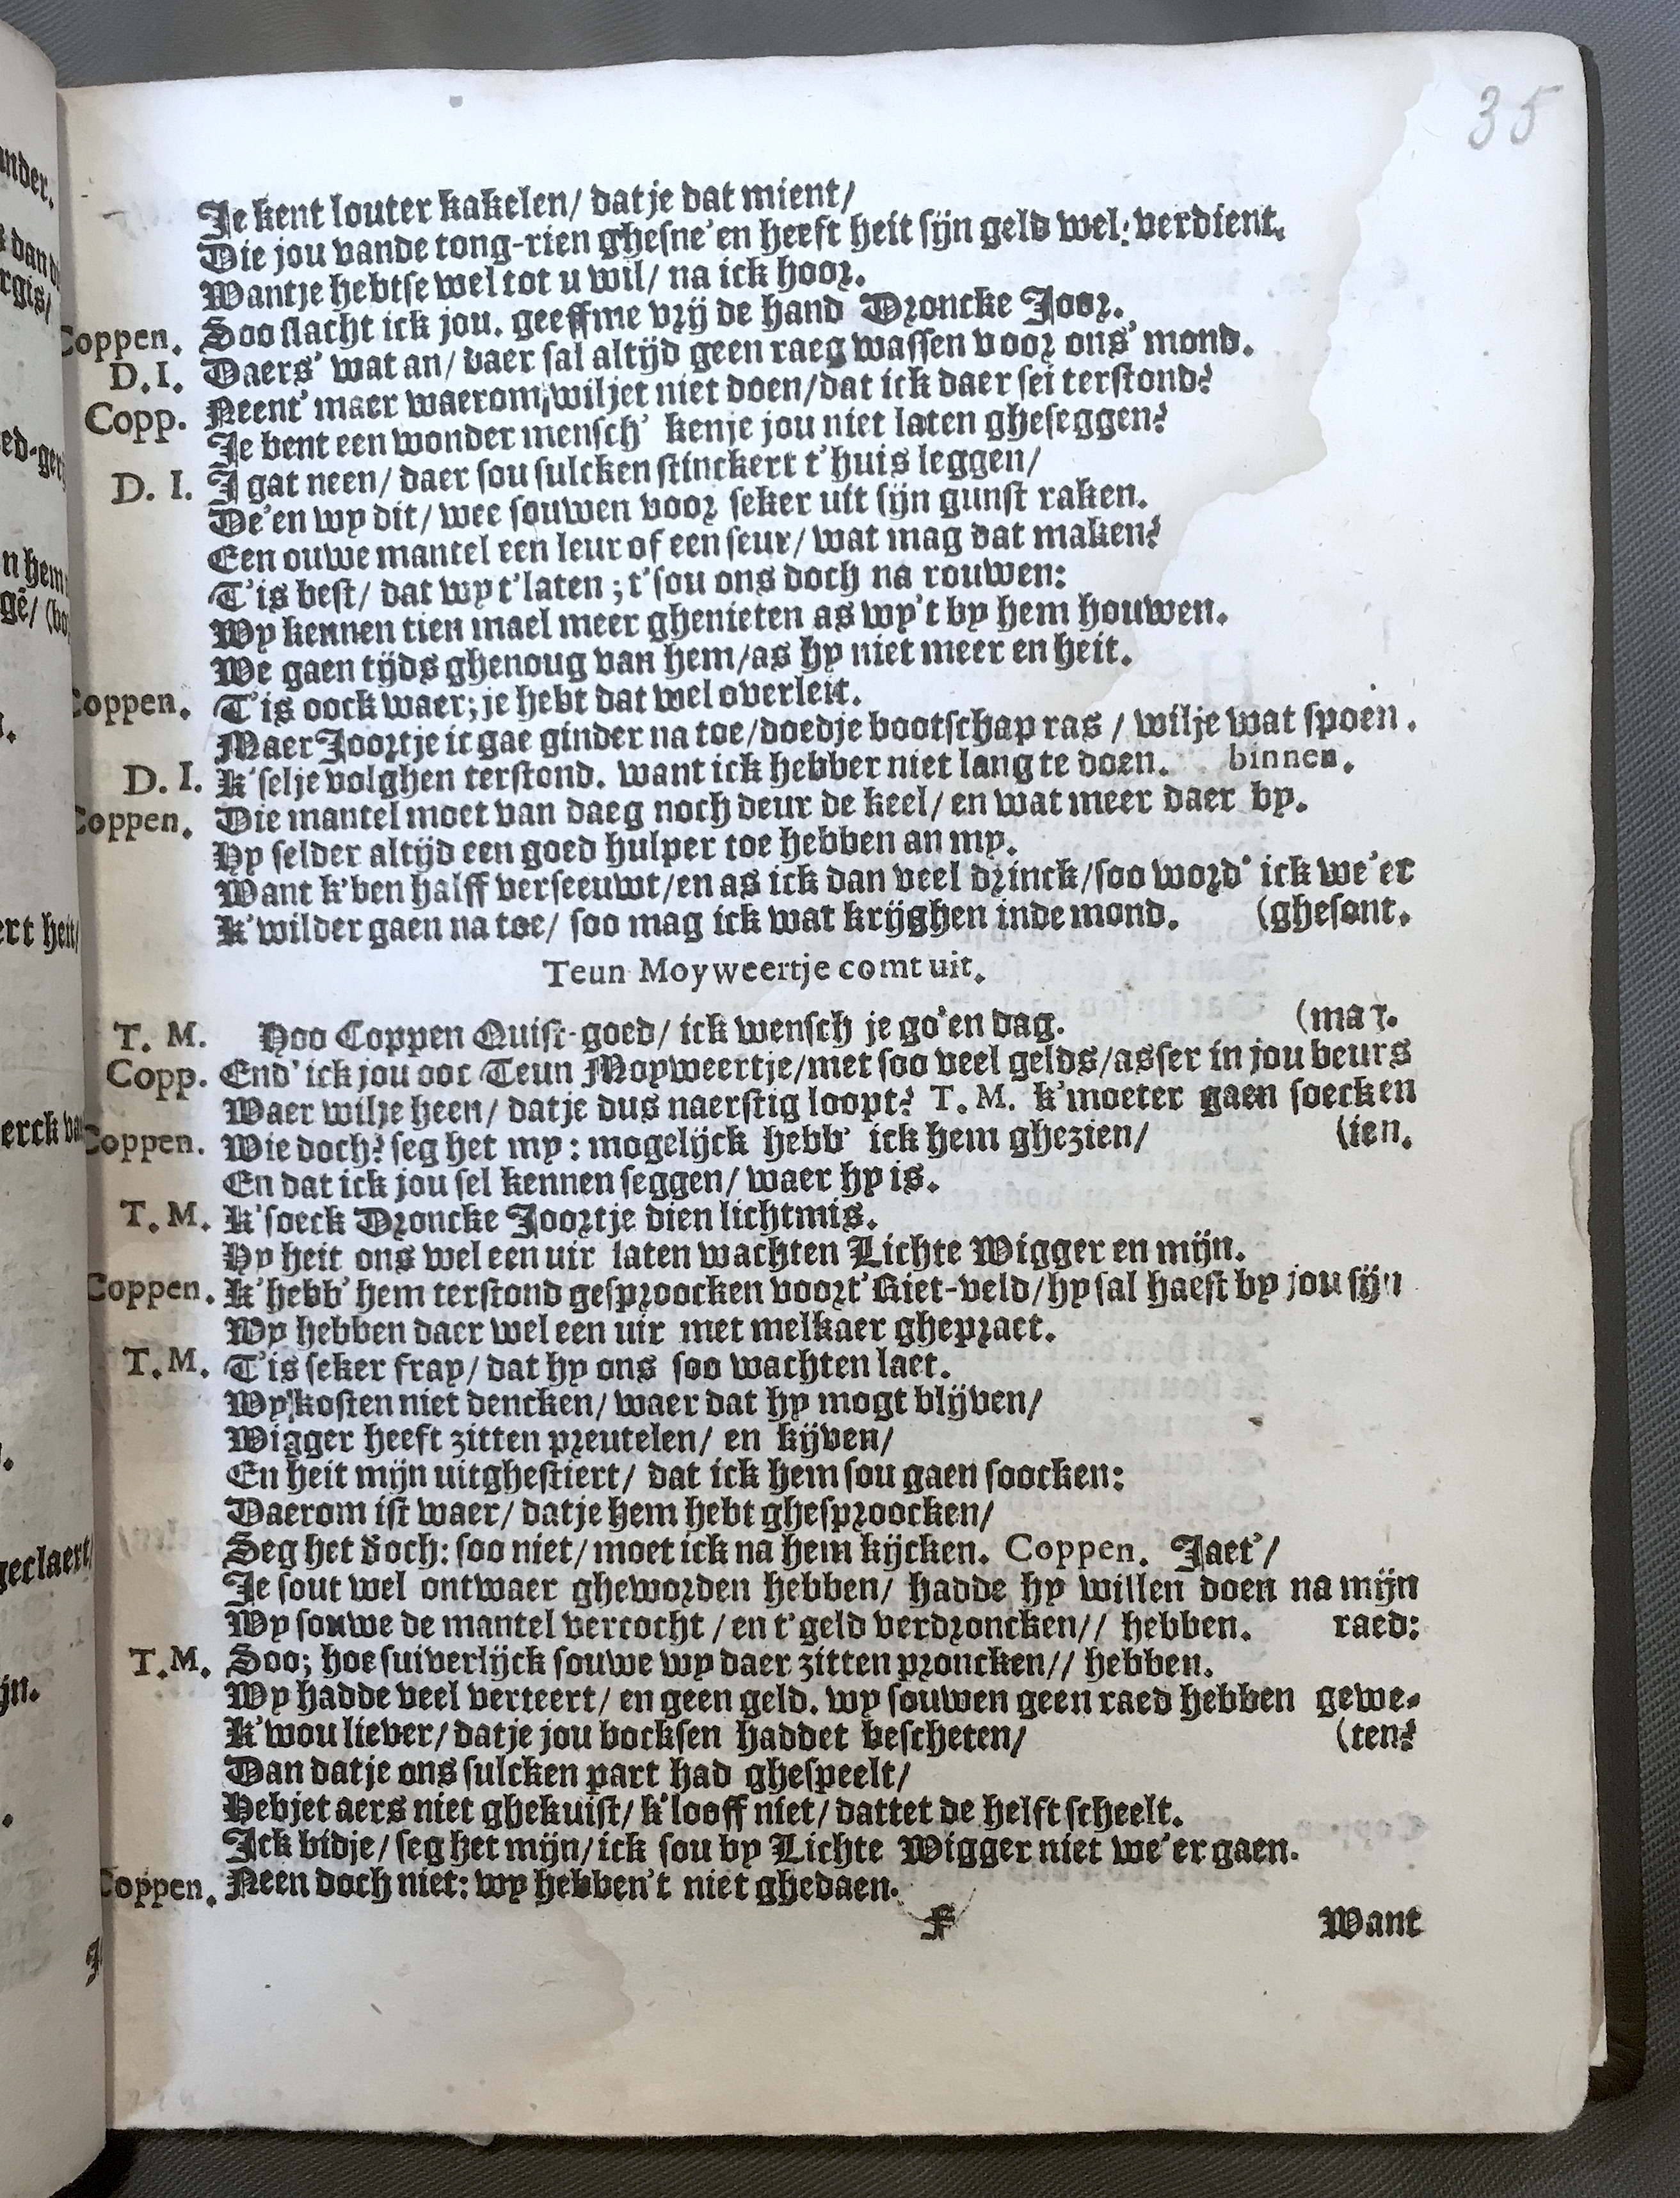 35
Je kent louter kakelen/ datje dat mient/
Die jou vande tong-rien ghesne'en heeft heit sijn geld wel: verdient.
Wantje hebtse wel tot u wil/ na ick hoor.
Coppen. Soo slacht ick jou. geeffme vrij de hand Droncke Joor.
D.I. Daers' wat an/ daer sal altijd geen raeg wassen voor ons' mond.
Copp. Neent' maer waerom, wiljet niet doen/dat ick daer sei terstond?
Je bent een wonder mensch' kenje jou niet laten gheseggen?
D. I. J gat neen/ daer sou sulcken stinckert t'huis leggen/
De'en wy dit/ wee souwen voor seker uit sijn gunst raken.
Een ouwe mantel een leur of een seur/ wat mag dat maken?
T'is best/ dat wy t'laten ; t'sou ons doch na rouwen:
Wy kennen tien mael meer ghenieten as wy't by hem houwen.
We gaen tijds ghenoug van hem/as hy niet meer en heit.
Coppen. T'is oock waer; je hebt dat wel overleit.
Maer Joortje ic gae ginder na toe/doedje bootschap ras / wilje wat spoen.
D. I. K'selje volghen terstond. want ick hebber niet lang te doen. binnen.
Coppen. Die mantel moet van daeg noch deur de keel/ en wat meer daer by.
Hy selder altijd een goed hulper toe hebben an my.
Want k'ben halff verseeuwt/en as ick dan veel drinck/soo word' ick we'er
K'wilder gaen na toe/ soo mag ick wat krijghen inde mond. (ghesont.
Teun Moyweertje comt uit.
T. M. Hoo Coppen Quist-goed/ ick wensch je go'en dag. (mar.
Copp. End' ick jou ooc Teun Moyweertje/met soo veel gelds/asser in jou beurs
Waer wilje heen/ datje dus naerstig loopt? T. M. k'moeter gaen soecken
Coppen. Wie doch? seg het my : mogelijck hebb' ick hem ghezien/ (ien.
En dat ick jou sel kennen seggen/ waer hy is.
T. M. K'soeck Droncke Joortje dien lichtmis.
Hy heit ons wel een uir laten wachten Lichte Wigger en mijn.
Coppen. K'hebb' hem terstond gesproocken voort' Riet-veld/hy sal haest by jou sijn
Wy hebben daer wel een uir met melkaer ghepraet.
T.M. T'is seker fray/ dat hy ons soo wachten laet.
Wy kosten niet dencken/ waer dat hy mogt blijven/
Wigger heeft zitten preutelen/ en kijven/
En heit mijn uitghestiert/ dat ick hem sou gaen soocken:
Daerom ist waer/ datje hem hebt ghesproocken/
Seg het doch: soo niet/ moet ick na hem kijcken. Coppen. Jaet'/
Je sout wel ontwaer gheworden hebben/ hadde hy willen doen na mijn
Wy souwe de mantel vercocht / en t'geld verdroncken// hebben. raed:
T.M. Soo; hoe suiverlijck souwe wy daer zitten proncken// hebben.
Wy hadde veel verteert/ en geen geld. wy souwen geen raed hebben gewe-
K'wou liever/ datje jou bocksen haddet bescheten/ (ten?
Dan datje ons sulcken part had ghespeelt/
Hebjet aers niet ghekuist/ k'looff niet/ dattet de helft scheelt.
Ick bidje/ seg het mijn/ ick sou by Lichte Wigger niet we'er gaen.
Coppen. Neen doch niet: wy hebben't niet ghedaen.
F Want